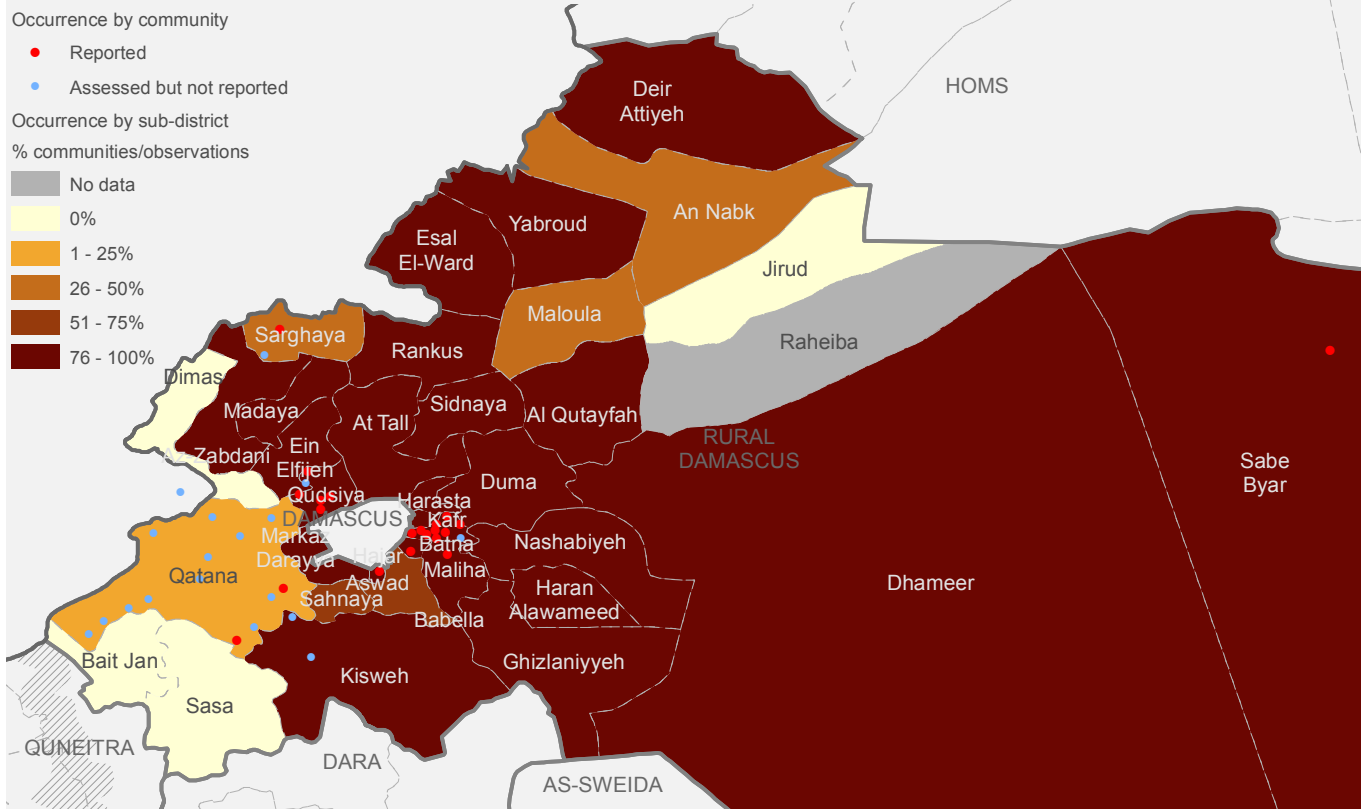 Occurrence by community
Reported
Assessed but not reported
Occurrence by sub-district
% communities/observations
No data
0%
1 - 25%
26 - 50%
51 - 75%
76 - 100%
HOMS
Deir
Attiyeh
An Nabk
Yabroud
Esal
El-Ward
Jirud
Maloula
Raheiba
Sarghaya
Rankus
Dimas
Madaya
At Tall
Sidnaya
Al Qutayfah
RURAL
DAMASCUS
Az-Zabdani
Ein
Elfijeh
Sabe
Byar
Qudsiya
Harasta
Duma
DAMASCUS
Kafr
Batna
Markaz
Darayya
Hajar
Aswad
Maliha
Nashabiyeh
Qatana
Sahnaya
Haran
Alawameed
Dhameer
Babella
Bait Jan
Kisweh
Ghizlaniyyeh
Sasa
QUNEITRA
DARA
AS-SWEIDA